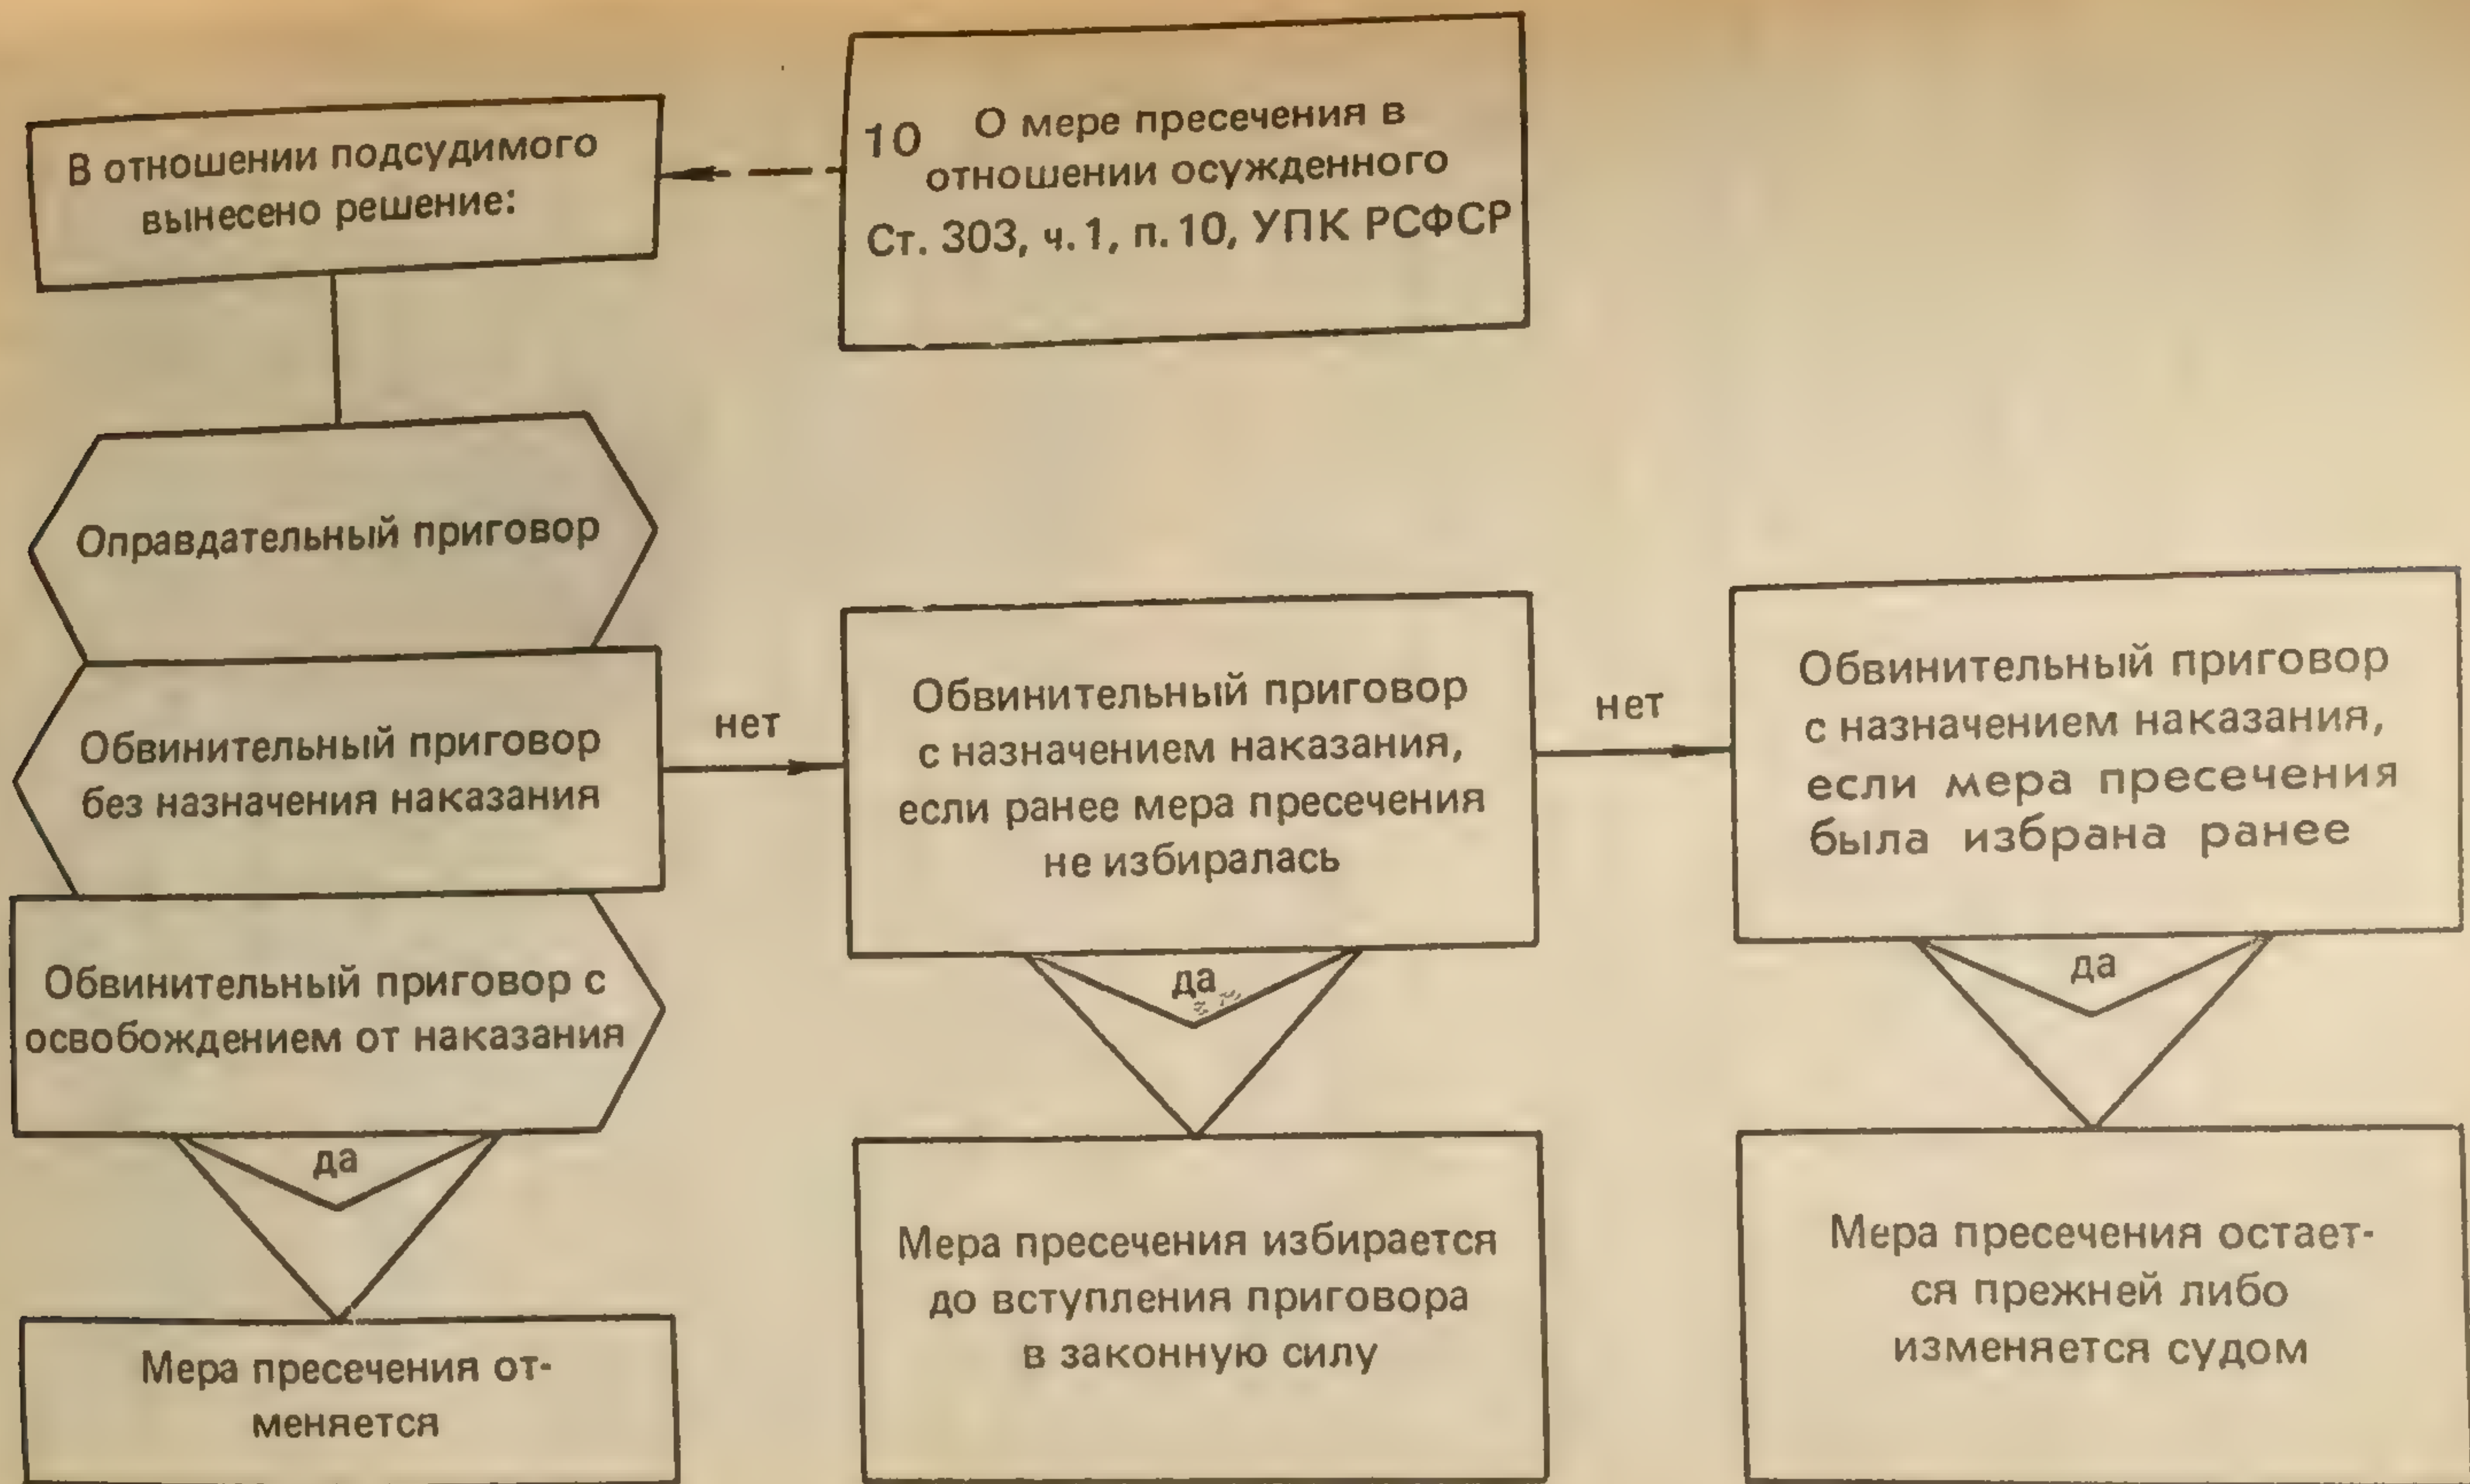 В отношении подсудимого
вынесено решение:
10 О мере пресечения в
отношении осужденного
Ст. 303, ч. 1, п. 10, УПК РСФСР
Оправдательный приговор
Обвинительный приговор
без назначения наказания
Обвинительный приговор с
освобождением от наказания
да
Мера пресечения от-
меняется
нет
Обвинительный приговор
с назначением наказания,
если ранее мера пресечения
не избиралась
да
Мера пресечения избирается
до вступления приговора
в законную силу
нет
Обвинительный приговор
с назначением наказания,
если мера пресечения
была избрана ранее
да
Мера пресечения остает-
ся прежней либо
изменяется судом